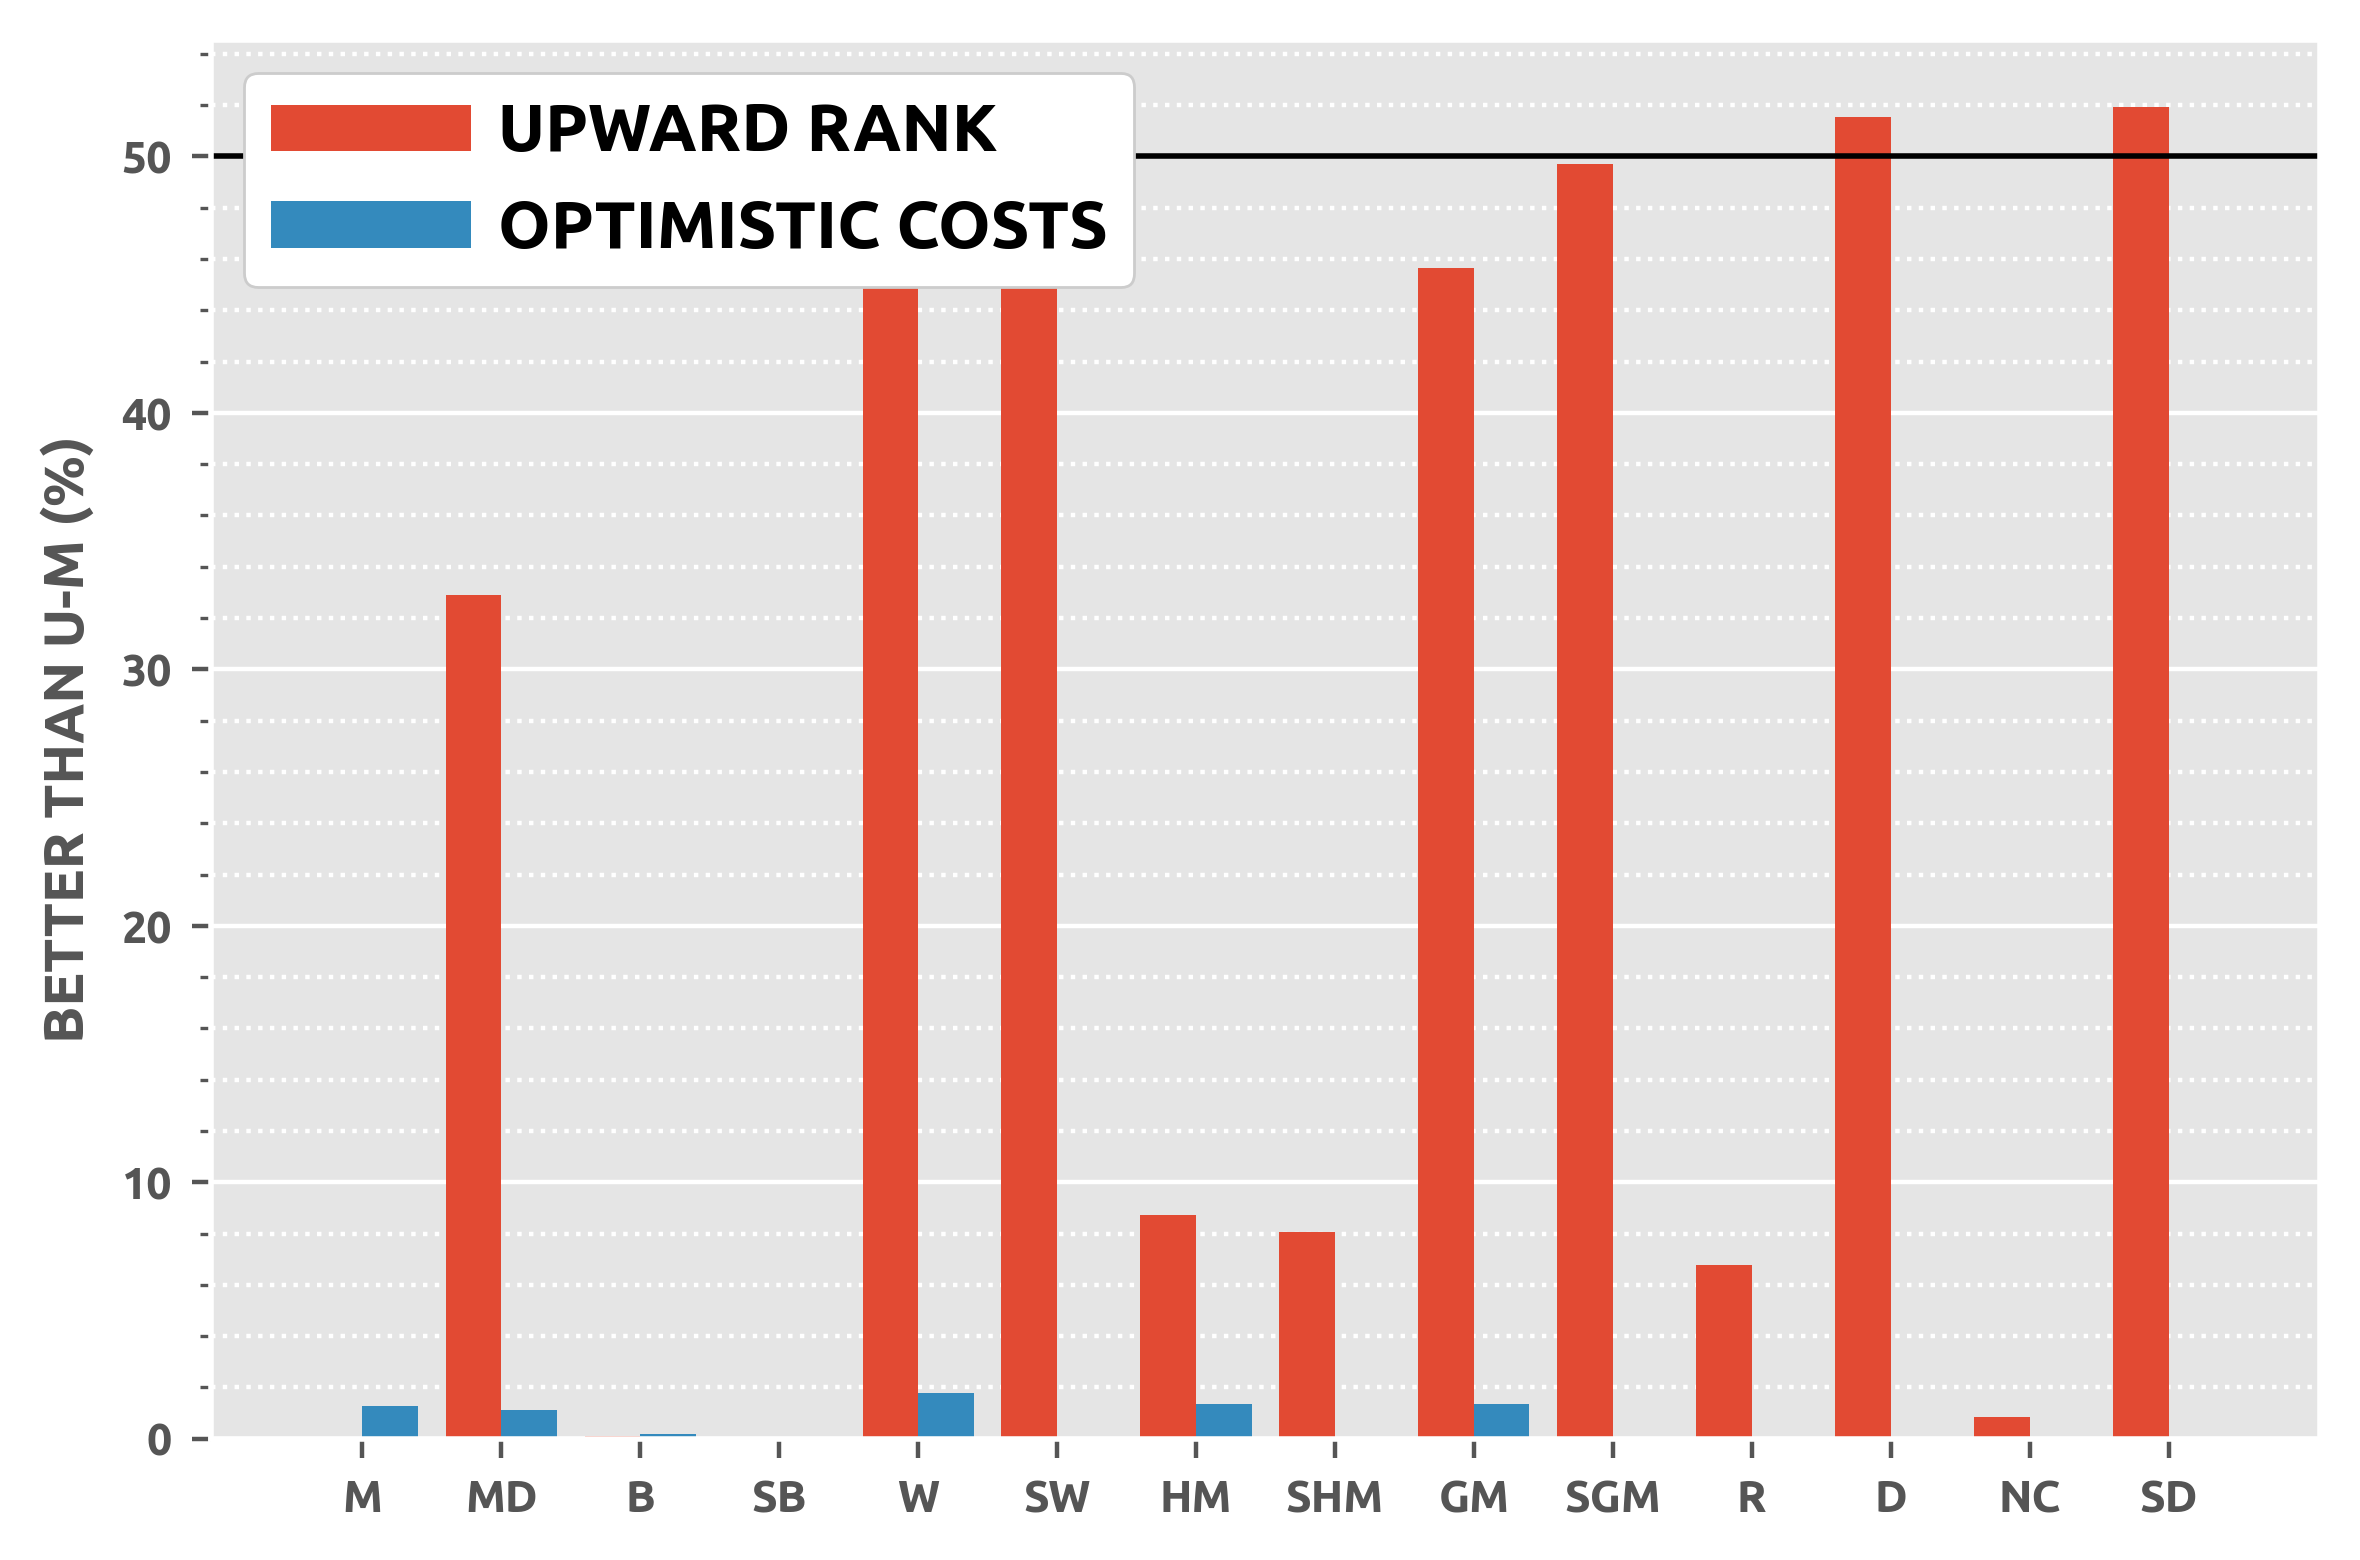 UPWARD RANK
OPTIMISTIC COSTS
BETTER THAN U-M (%)
50
40
30
20
10
0
M MD B SB W SW HM SHM GM SGM R D NC SD